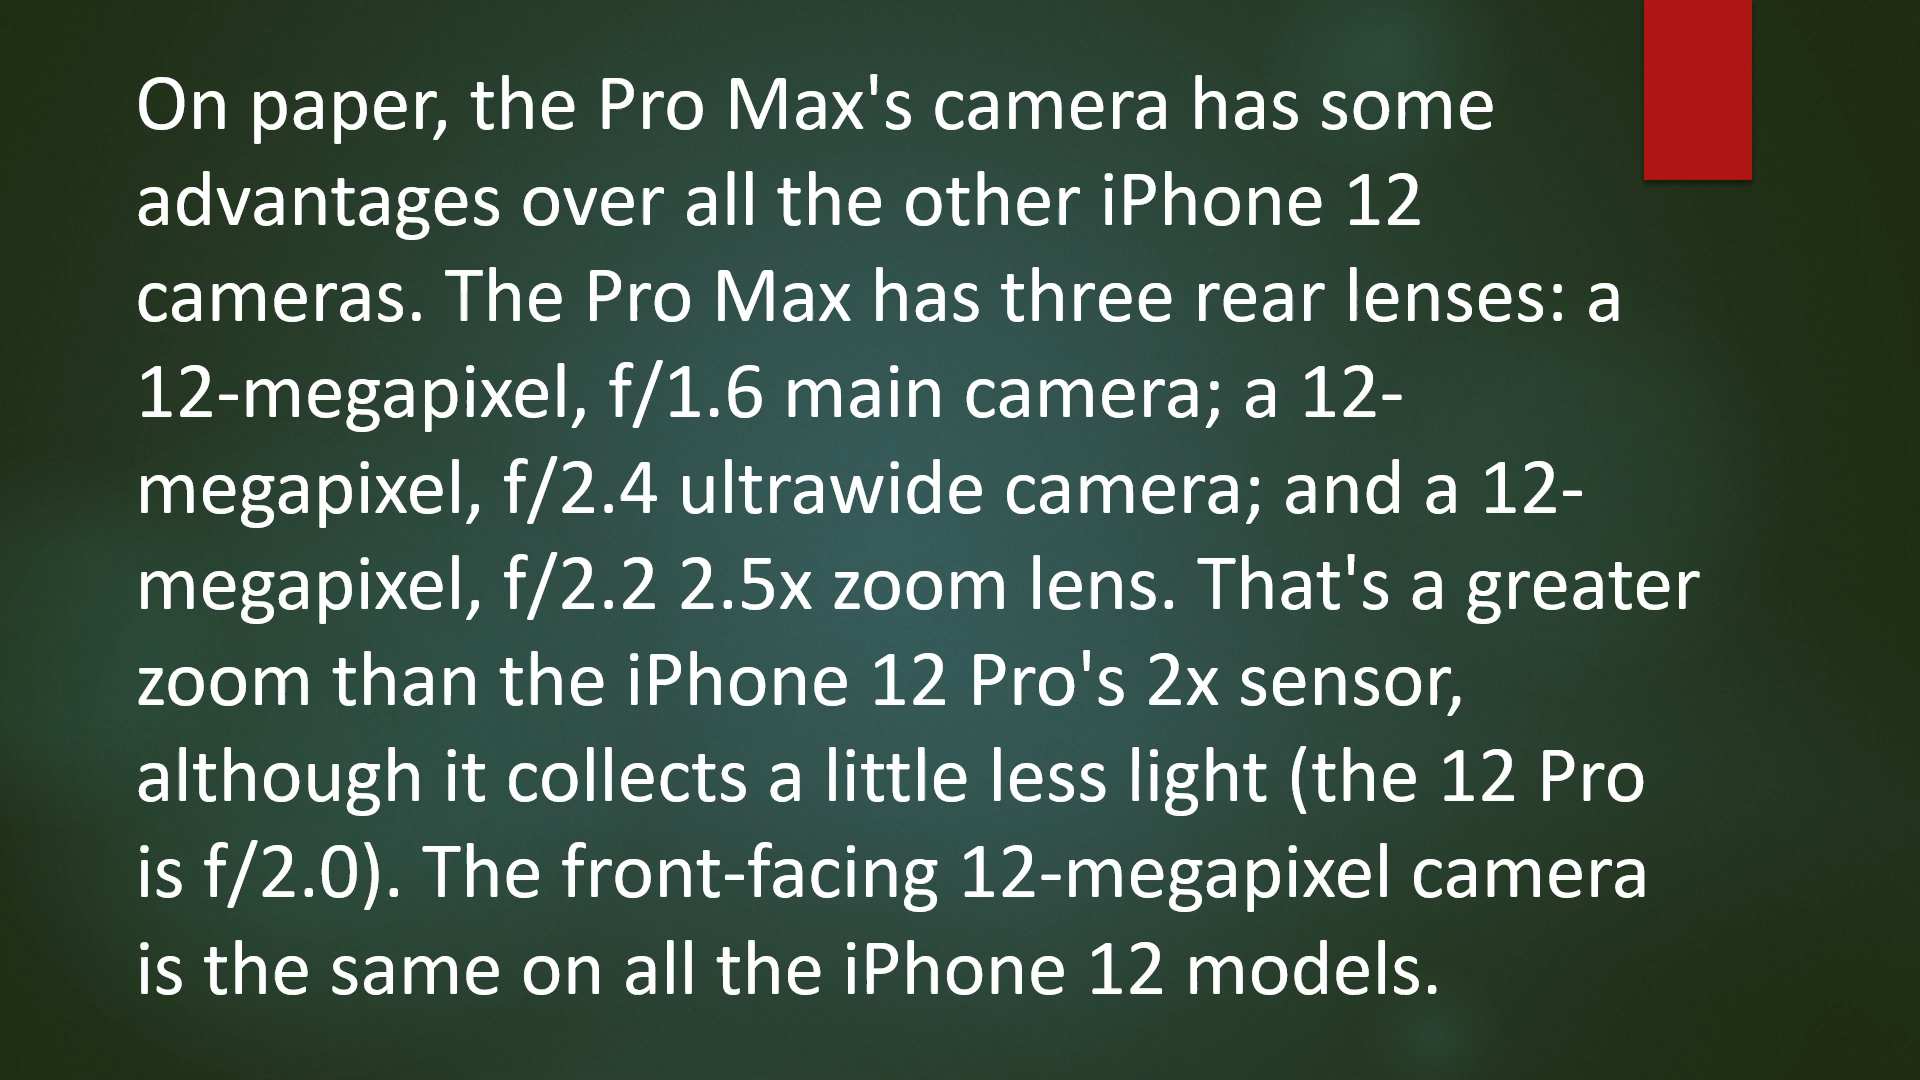 On paper, the Pro Max's camera has some
advantages over all the other iPhone 12
cameras. The Pro Max has three rear lenses: a
12-megapixel, f/1.6 main camera; a 12-
megapixel, f/2.4 ultrawide camera; and a 12-
megapixel, f/2.2 2.5x zoom lens. That's a greater
zoom than the iPhone 12 Pro's 2x sensor,
although it collects a little less light (the 12 Pro
is f/2.0). The front-facing 12-megapixel camera
is the same on all the iPhone 12 models.